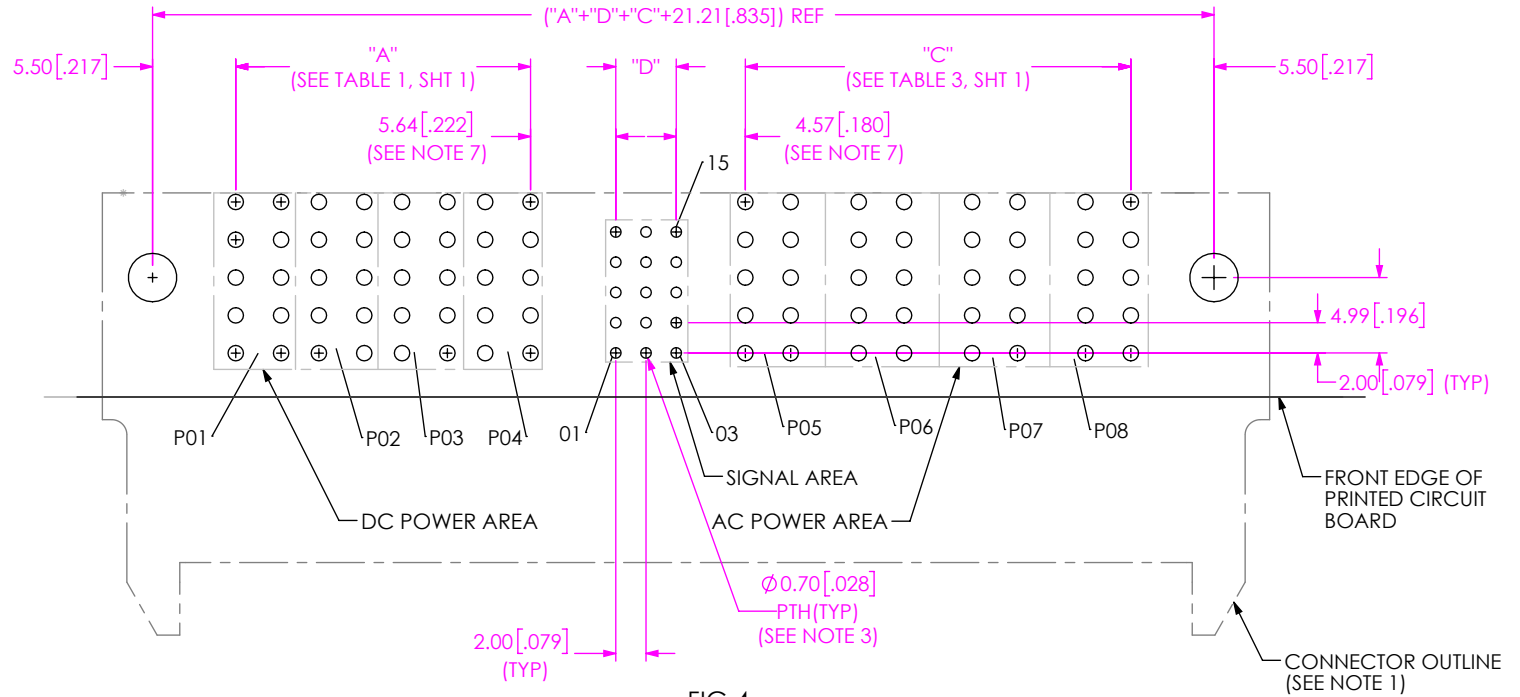 ("A"+"D"+"C"+21.21[.835]) REF
5.50[.217]
"A"
(SEE TABLE 1, SHT 1)
"D"
"C"
(SEE TABLE 3, SHT 1)
5.50[.217]
5.64[.222]
(SEE NOTE 7)
4.57[.180]
(SEE NOTE 7)
15
4.99[.196]
2.00[.079] (TYP)
P01
P02
P03
P04
01
03
P05
P06
P07
P08
SIGNAL AREA
DC POWER AREA
AC POWER AREA
FRONT EDGE OF
PRINTED CIRCUIT
BOARD
Ø0.70[.028]
PTH(TYP)
(SEE NOTE 3)
2.00[.079]
(TYP)
CONNECTOR OUTLINE
(SEE NOTE 1)